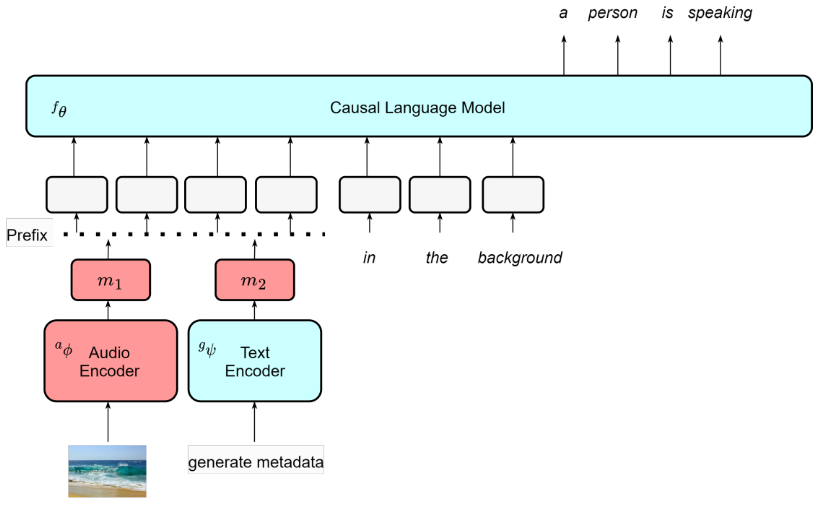 a person is speaking
fθ Causal Language Model
Prefix
in the background
m1 m2
aϕ Audio
Encoder
gψ Text
Encoder
generate metadata